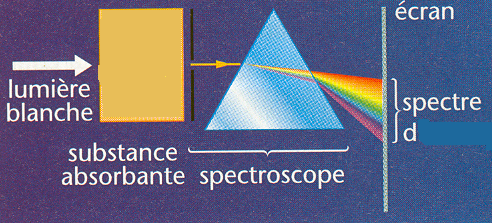 écran
lumière
blanche
spectre
d
substance
absorbante
spectroscope